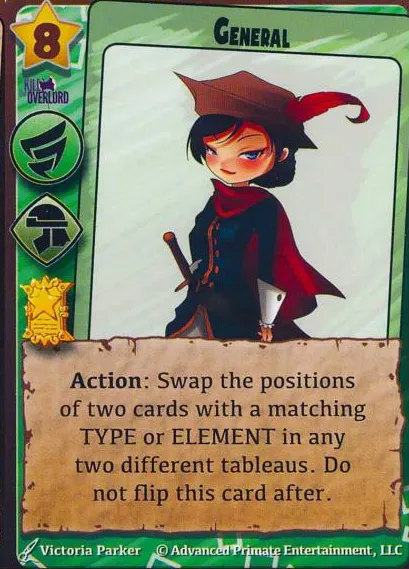 8
GENERAL
KILL
OVERLORD
Action: Swap the positions
of two cards with a matching
TYPE or ELEMENT in any
two different tableaus. Do
not flip this card after.
Victoria Parker © Advanced Primate Entertainment, LLC